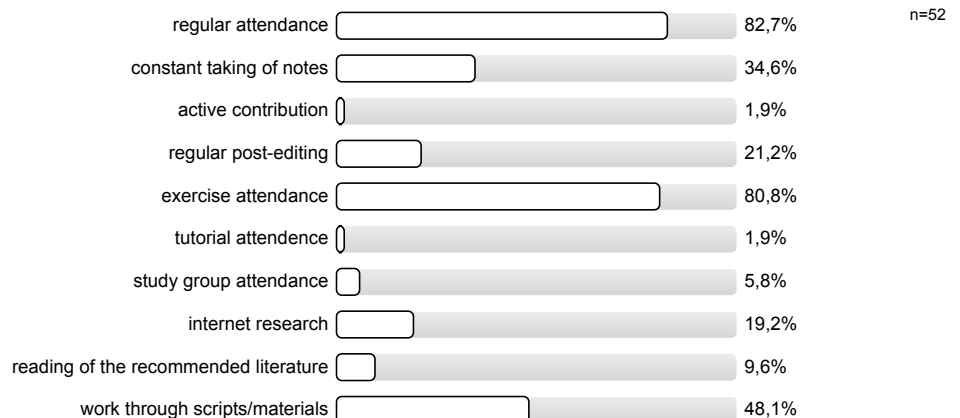 n=52
regular attendance 82,7%
constant taking of notes 34,6%
active contribution 1,9%
regular post-editing 21,2%
exercise attendance 80,8%
tutorial attendence 1,9%
study group attendance 5,8%
internet research 19,2%
reading of the recommended literature 9,6%
work through scripts/materials 48,1%